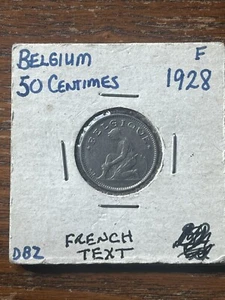 BELGIUM F
50 CENTIMES 1928
BELGIQUE
FRENCH
TEXT
D82